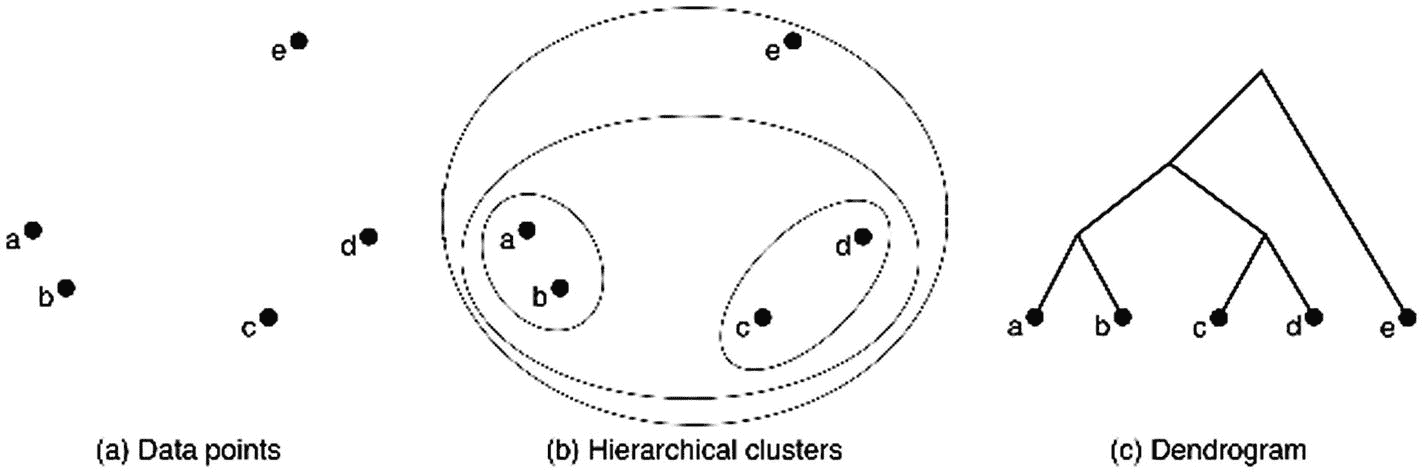 e
a
b
c
d
(a) Data points
e
a
b
c
d
(b) Hierarchical clusters
a b c d e
(c) Dendrogram